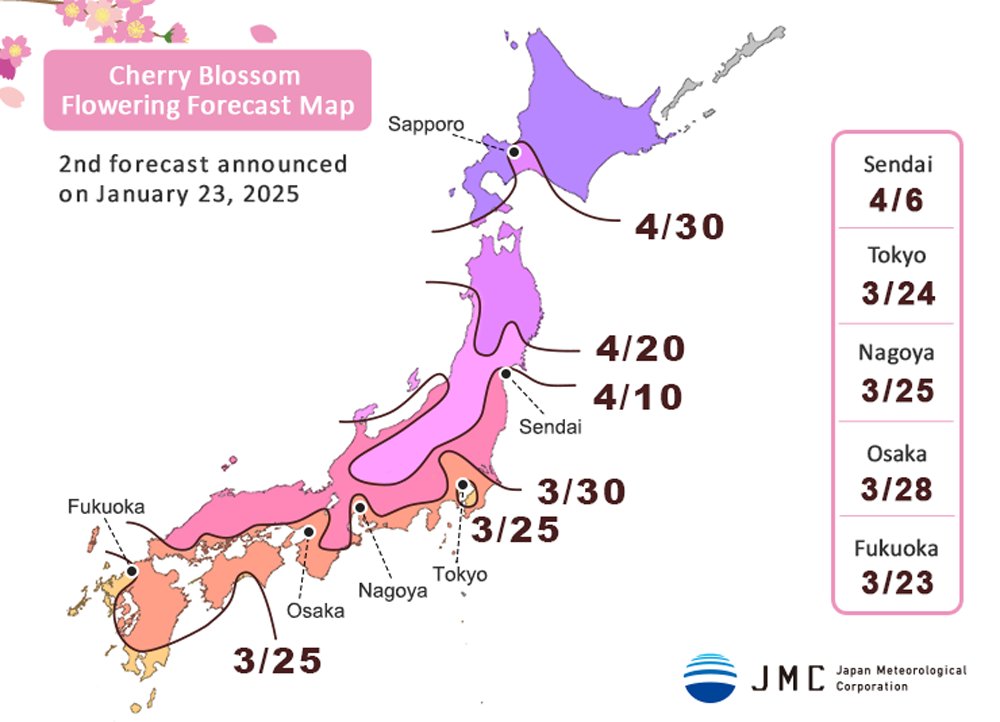 Cherry Blossom
Flowering Forecast Map
2nd forecast announced
on January 23, 2025
Sapporo
4/30
4/20
4/10
Sendai
3/30
3/25
Fukuoka
Tokyo
Nagoya
Osaka
3/25
Sendai
4/6
Tokyo
3/24
Nagoya
3/25
Osaka
3/28
Fukuoka
3/23
JMC
Japan Meteorological
Corporation